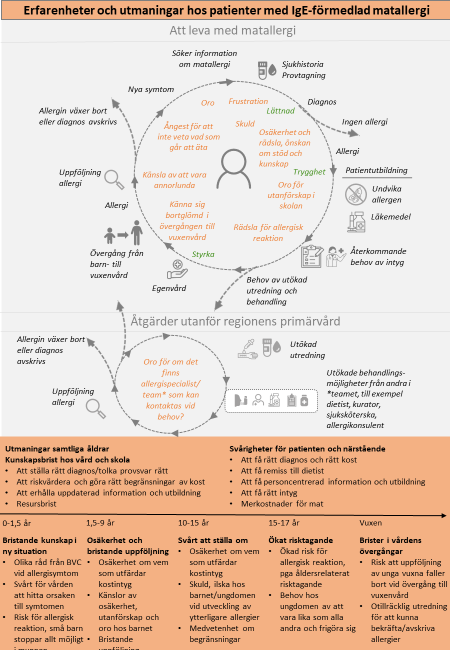 Erfarenheter och utmaningar hos patienter med IgE-förmedlad matallergi
Att leva med matallergi
Söker information
om matallergi
Sjukhistoria
Provtagning
Nya symtom
Diagnos
Allergin växer bort
eller diagnos avskrivs
Ingen allergi
Oro
Frustration
Lättnad
Skuld
Ångest för att
inte veta vad som
går att äta
Osäkerhet och
rädsla, önskan
om stöd och
kunskap
Allergi
Patientutbildning
Uppföljning
allergi
Känsla av att vara
annorlunda
Trygghet
Undvika
allergen
Oro för
utanförskap i
skolan
Allergi
Känna sig
bortglömd i
övergången till
vuxenvård
Läkemedel
Rädsla för allergisk
reaktion
Övergång från
barn- till
vuxenvård
Styrka
Återkommande
behov av intyg
Egenvård
Behov av utökad
utredning och
behandling
Åtgärder utanför regionens primärvård
Allergin växer bort
eller diagnos
avskrivs
Utökad
utredning
Oro för om det
finns
allergispecialist/
team* som kan
kontaktas vid
behov?
Uppföljning
allergi
Utökade behandlings-
möjligheter från andra i
*teamet, till exempel
dietist, kurator,
sjuksköterska,
allergikonsulent
Utmaningar samtliga åldrar
Kunskapsbrist hos vård och skola
• Att ställa rätt diagnos/tolka provsvar rätt
• Att riskvärdera och göra rätt begränsningar av kost
• Att erhålla uppdaterad information och utbildning
• Resursbrist
Svårigheter för patienten och närstående
• Att få rätt diagnos och rätt kost
• Att få remiss till dietist
• Att få personcentrerad information och utbildning
• Att få rätt intyg
• Merkostnader för mat
0-1,5 år
1,5-9 år
10-15 år
15-17 år
Vuxen
Bristande kunskap i
ny situation
• Olika råd från BVC
vid allergisymtom
• Svårt för vården
att hitta orsaken
till symtomen
• Risk för allergisk
reaktion, små barn
stoppar allt möjligt
i munnen
Osäkerhet och
bristande uppföljning
• Osäkerhet om vem
som utfärdar
kostintyg
• Känslor av
osäkerhet,
utanförskap och
oro hos barnet
• Bristande
uppföljning
Svårt att ställa om
• Osäkerhet om vem
som utfärdar
kostintyg
• Skuld, ilska hos
barnet/ungdomen
vid utveckling av
ytterligare allergier
• Medvetenhet om
begränsningar
Ökat risktagande
• Ökad risk för
allergisk reaktion,
pga åldersrelaterat
risktagande
• Behov hos
ungdomen av att
vara lika som alla
andra och frigöra sig
Brister i vårdens
övergångar
• Risk att uppföljning
av unga vuxna faller
bort vid övergång till
vuxenvård
• Otillräcklig utredning
för att kunna
bekräfta/avskriva
allergier